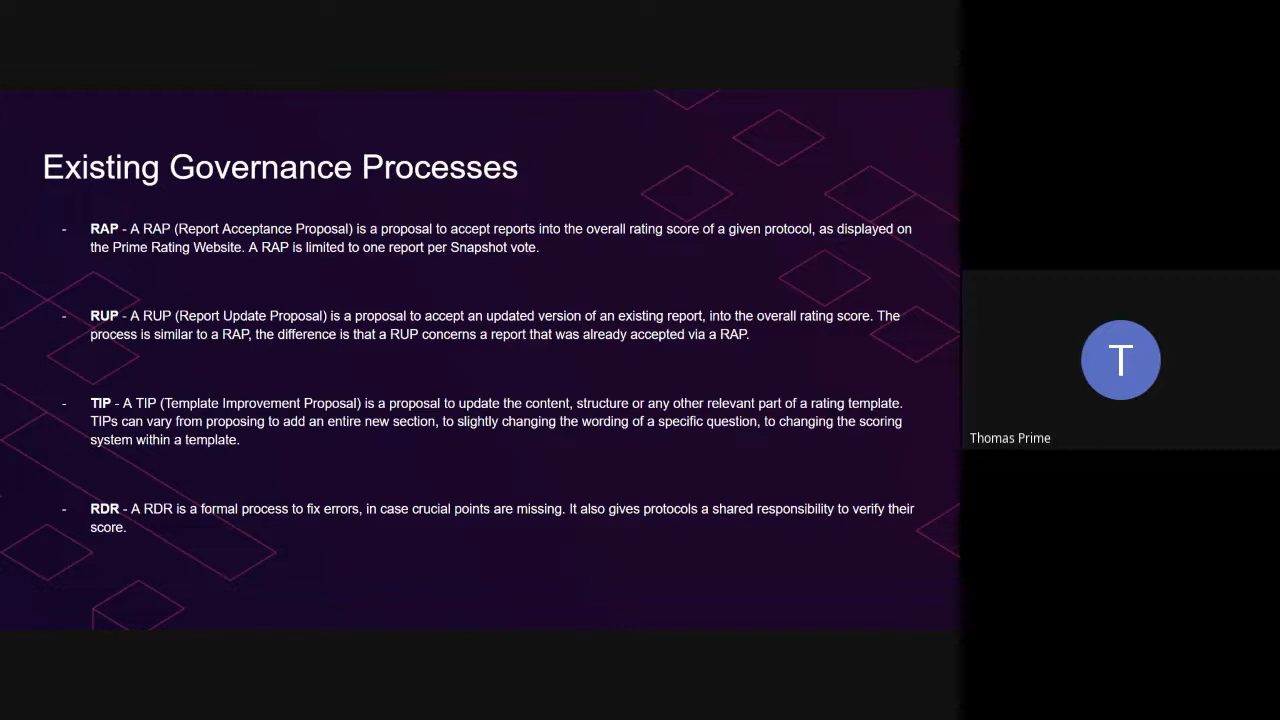 Existing Governance Processes
- RAP - A RAP (Report Acceptance Proposal) is a proposal to accept reports into the overall rating score of a given protocol, as displayed on
the Prime Rating Website. A RAP is limited to one report per Snapshot vote.
- RUP - A RUP (Report Update Proposal) is a proposal to accept an updated version of an existing report, into the overall rating score. The
process is similar to a RAP, the difference is that a RUP concerns a report that was already accepted via a RAP.
- TIP - A TIP (Template Improvement Proposal) is a proposal to update the content, structure or any other relevant part of a rating template.
TIPs can vary from proposing to add an entire new section, to slightly changing the wording of a specific question, to changing the scoring
system within a template.
- RDR - A RDR is a formal process to fix errors, in case crucial points are missing. It also gives protocols a shared responsibility to verify their
score.
T
Thomas Prime